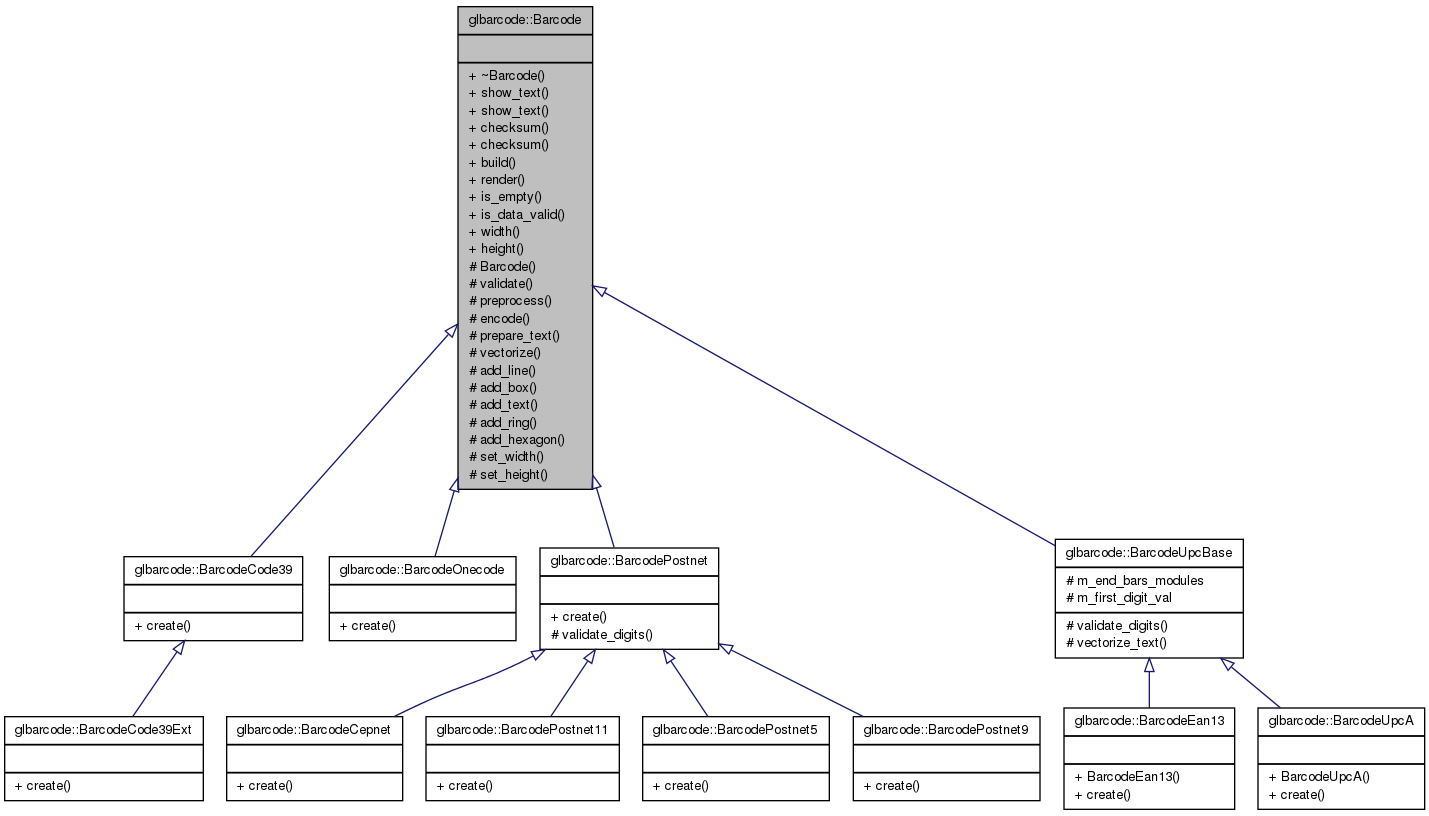 glbarcode::Barcode
+ ~Barcode()
+ show_text()
+ show_text()
+ checksum()
+ checksum()
+ build()
+ render()
+ is_empty()
+ is_data_valid()
+ width()
+ height()
# Barcode()
# validate()
# preprocess()
# encode()
# prepare_text()
# vectorize()
# add_line()
# add_box()
# add_text()
# add_ring()
# add_hexagon()
# set_width()
# set_height()
glbarcode::BarcodeCode39
+ create()
glbarcode::BarcodeOnecode
+ create()
glbarcode::BarcodePostnet
+ create()
# validate_digits()
glbarcode::BarcodeUpcBase
# m_end_bars_modules
# m_first_digit_val
# validate_digits()
# vectorize_text()
glbarcode::BarcodeCode39Ext
+ create()
glbarcode::BarcodeCepnet
+ create()
glbarcode::BarcodePostnet11
+ create()
glbarcode::BarcodePostnet5
+ create()
glbarcode::BarcodePostnet9
+ create()
glbarcode::BarcodeEan13
+ BarcodeEan13()
+ create()
glbarcode::BarcodeUpcA
+ BarcodeUpcA()
+ create()